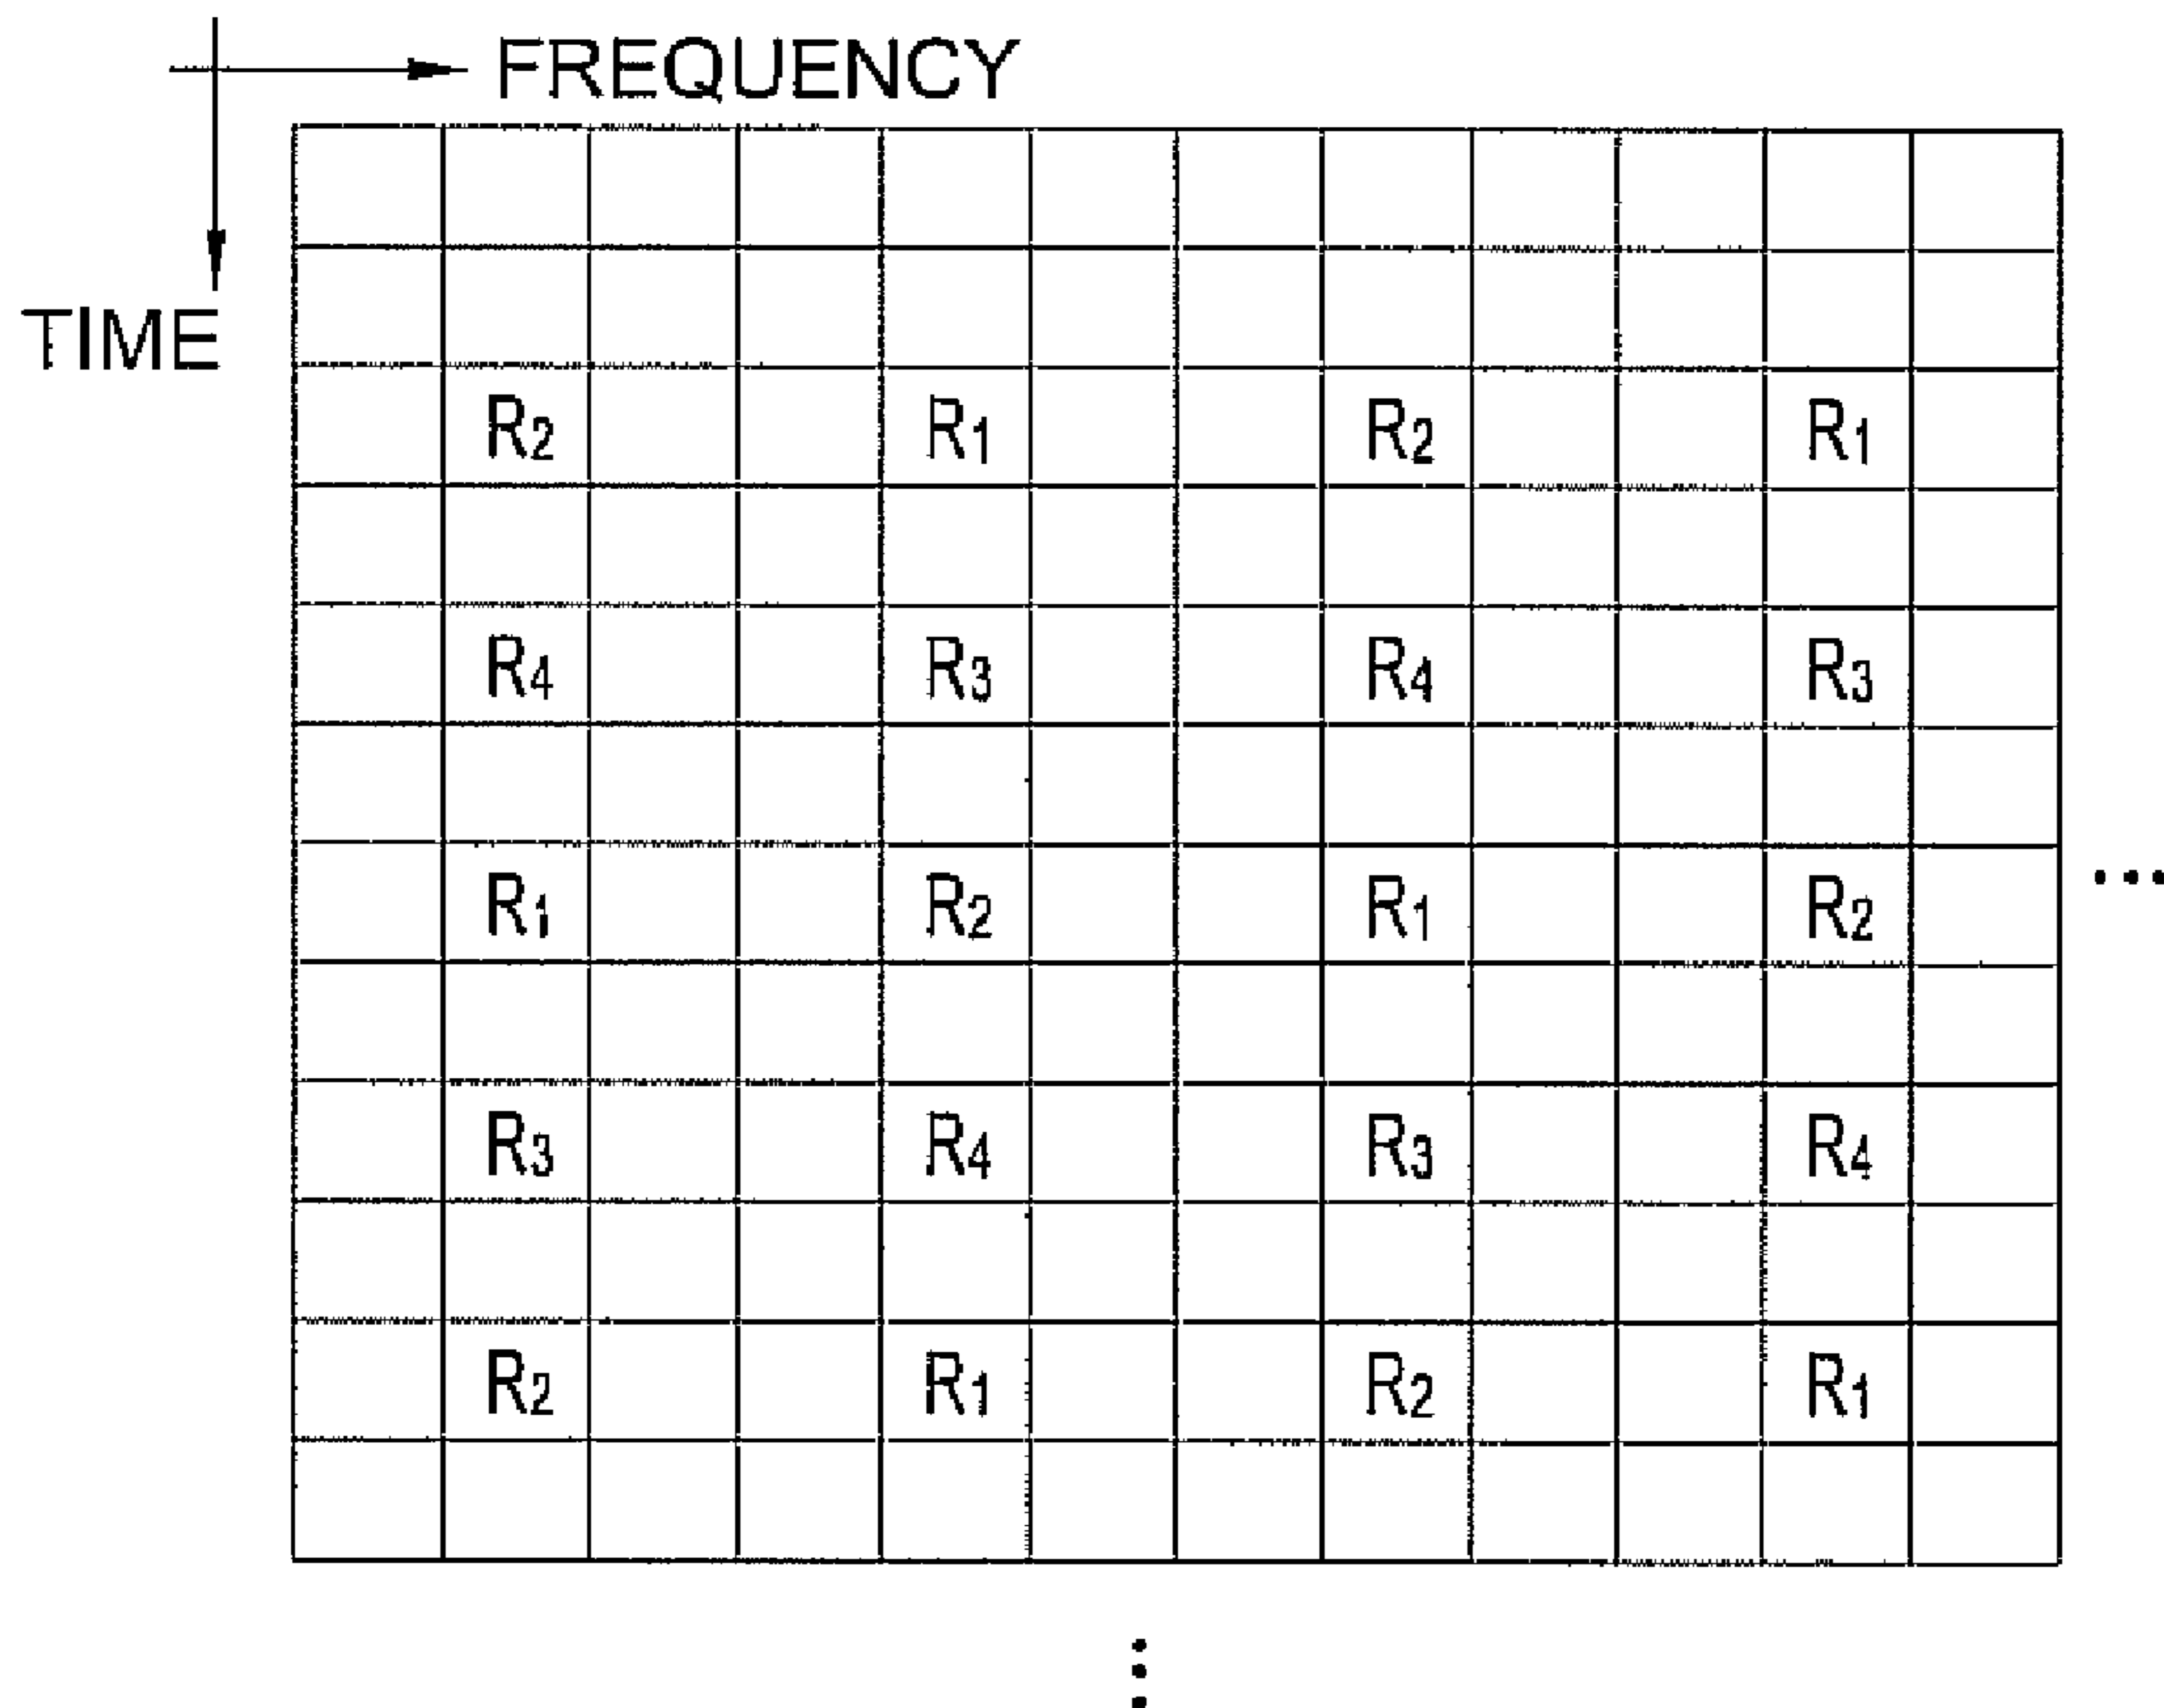 FREQUENCY
TIME
R2 R1 R2 R1
R4 R3 R4 R3
R1 R2 R1 R2
...
R3 R4 R3 R4
R2 R1 R2 R1
...